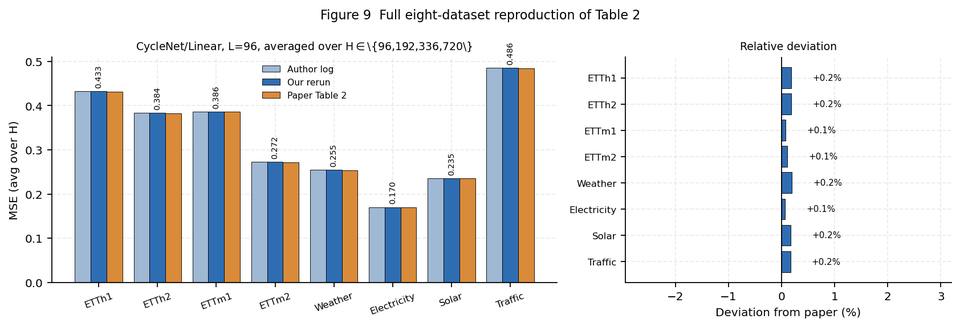 Figure 9  Full eight-dataset reproduction of Table 2
CycleNet/Linear, L=96, averaged over H∈\{96,192,336,720\}
MSE (avg over H)
0.5
0.4
0.3
0.2
0.1
0.0
Author log
Our rerun
Paper Table 2
0.433
0.384
0.386
0.272
0.255
0.170
0.235
0.486
ETTh1
ETTh2
ETTm1
ETTm2
Weather
Electricity
Solar
Traffic
Relative deviation
ETTh1 +0.2%
ETTh2 +0.2%
ETTm1 +0.1%
ETTm2 +0.1%
Weather +0.2%
Electricity +0.1%
Solar +0.2%
Traffic +0.2%
−2 −1 0 1 2 3
Deviation from paper (%)